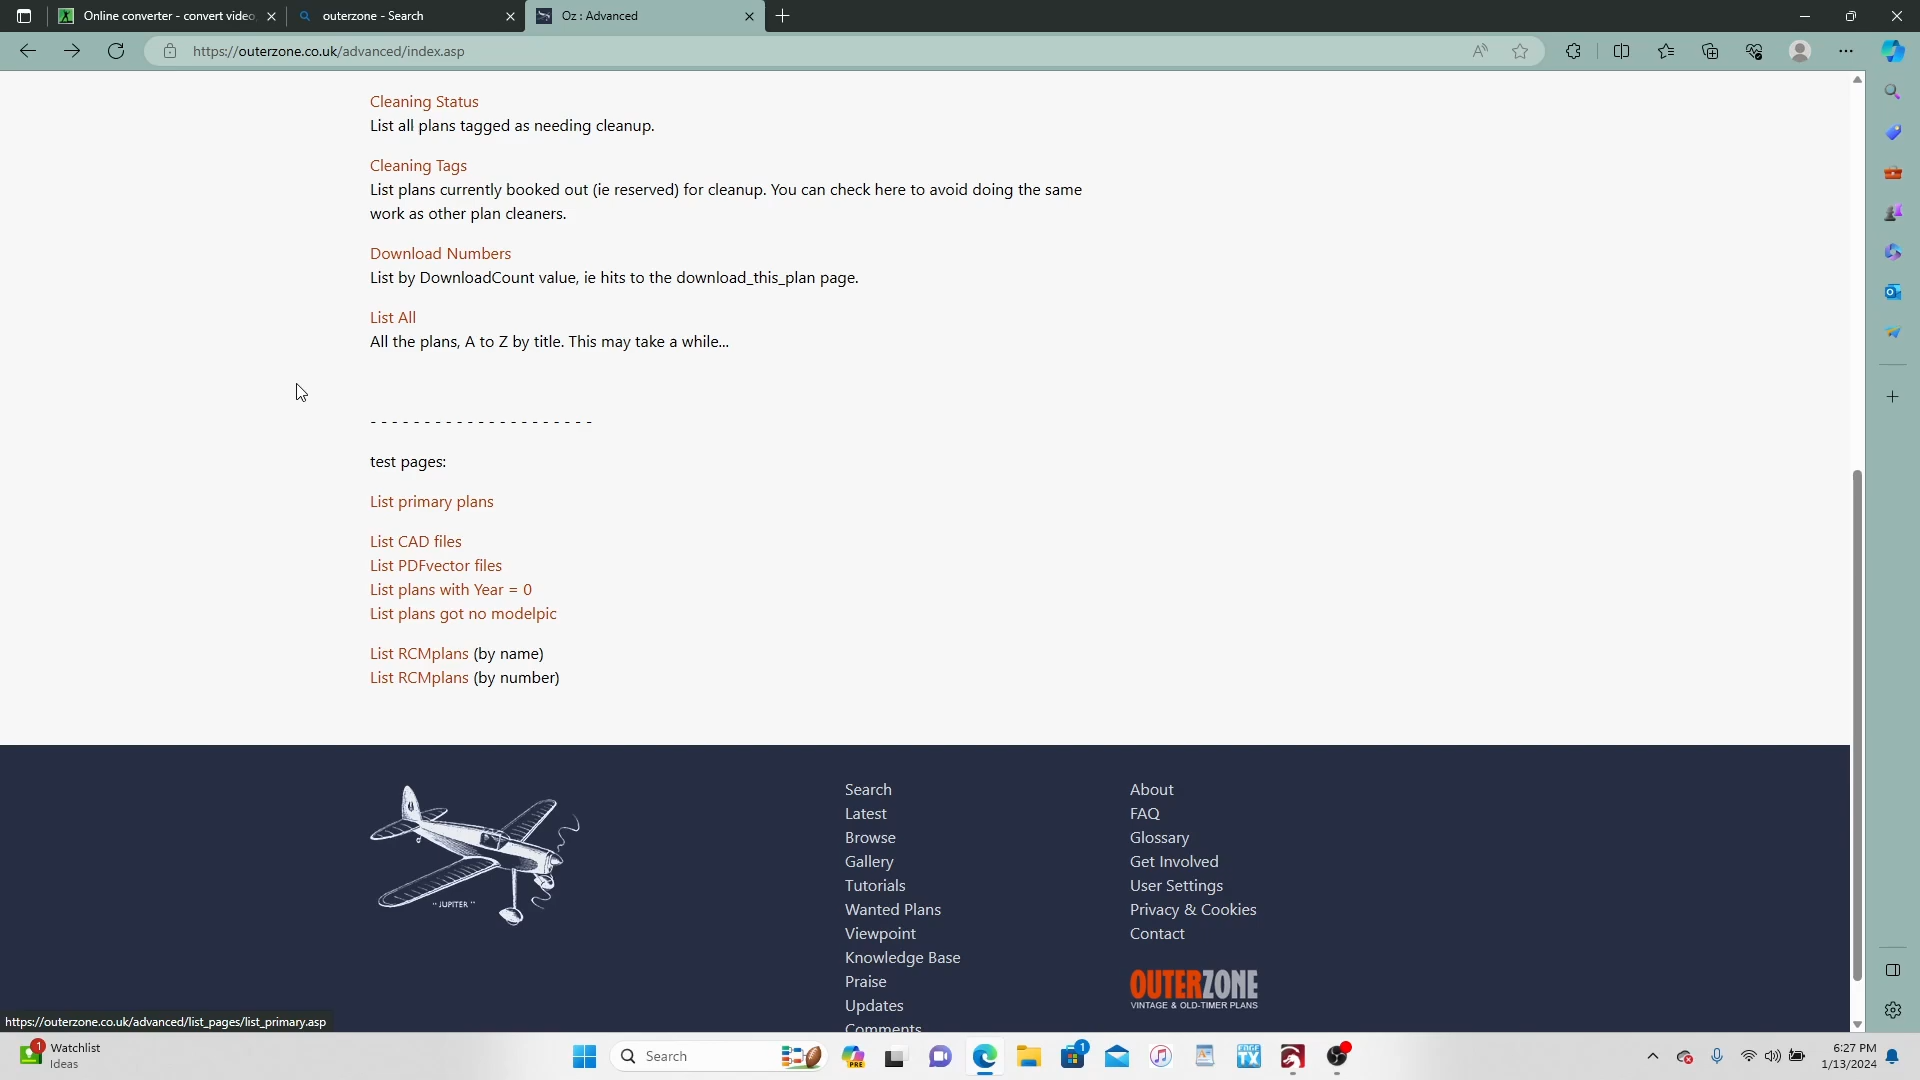 Online converter - convert video
outerzone - Search
Oz : Advanced
https://outerzone.co.uk/advanced/index.asp
Cleaning Status
List all plans tagged as needing cleanup.
Cleaning Tags
List plans currently booked out (ie reserved) for cleanup. You can check here to avoid doing the same
work as other plan cleaners.
Download Numbers
List by DownloadCount value, ie hits to the download_this_plan page.
List All
All the plans, A to Z by title. This may take a while...
- - - - - - - - - - - - - - - - - - - - -
test pages:
List primary plans
List CAD files
List PDFvector files
List plans with Year = 0
List plans got no modelpic
List RCMplans (by name)
List RCMplans (by number)
"JUPITER"
Search
Latest
Browse
Gallery
Tutorials
Wanted Plans
Viewpoint
Knowledge Base
Praise
Updates
Comments
About
FAQ
Glossary
Get Involved
User Settings
Privacy & Cookies
Contact
OUTERZONE
VINTAGE & OLD-TIMER PLANS
https://outerzone.co.uk/advanced/list_pages/list_primary.asp
1
Watchlist
Ideas
Search
PRE
1
TX
6:27 PM
1/13/2024